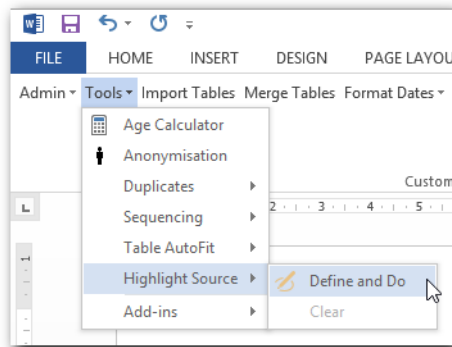 FILE HOME INSERT DESIGN PAGE LAYOU
Admin Tools Import Tables Merge Tables Format Dates
Age Calculator
Anonymisation
Duplicates
Custom
Sequencing
2 3 4 5
Table AutoFit
Highlight Source
Define and Do
Add-ins
Clear